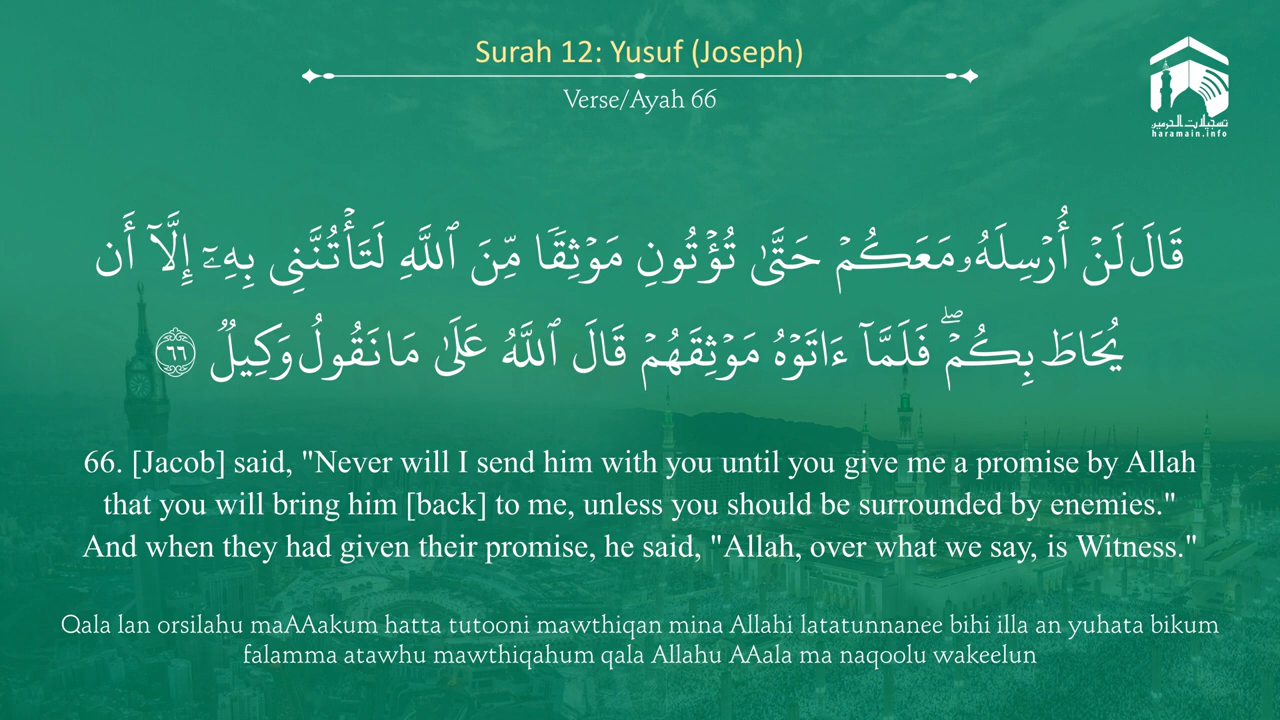 Surah 12: Yusuf (Joseph)
Verse/Ayah 66
تسجيلات الحرمين
haramain.info
قَالَ لَنْ أُرْسِلَهُۥ مَعَكُمْ حَتَّىٰ تُؤْتُونِ مَوْثِقًا مِّنَ ٱللَّهِ لَتَأْتُنَّنِى بِهِۦٓ إِلَّآ أَن
يُحَاطَ بِكُمْ ۖ فَلَمَّآ ءَاتَوْهُ مَوْثِقَهُمْ قَالَ ٱللَّهُ عَلَىٰ مَا نَقُولُ وَكِيلٌ ٦٦
66. [Jacob] said, "Never will I send him with you until you give me a promise by Allah
that you will bring him [back] to me, unless you should be surrounded by enemies."
And when they had given their promise, he said, "Allah, over what we say, is Witness."
Qala lan orsilahu maAAakum hatta tutooni mawthiqan mina Allahi latatunnanee bihi illa an yuhata bikum
falamma atawhu mawthiqahum qala Allahu AAala ma naqoolu wakeelun